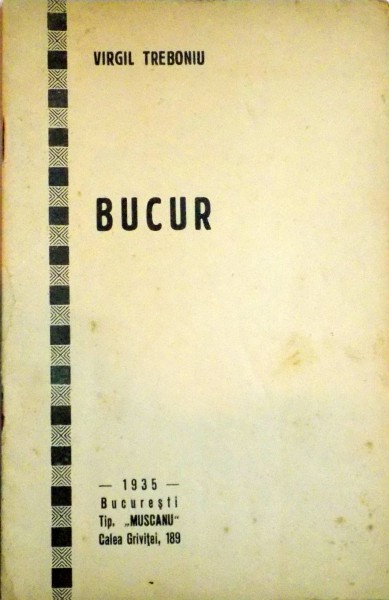 VIRGIL TREBONIU
BUCUR
— 1935 —
București
Tip. „MUSCANU"
Calea Griviței, 189